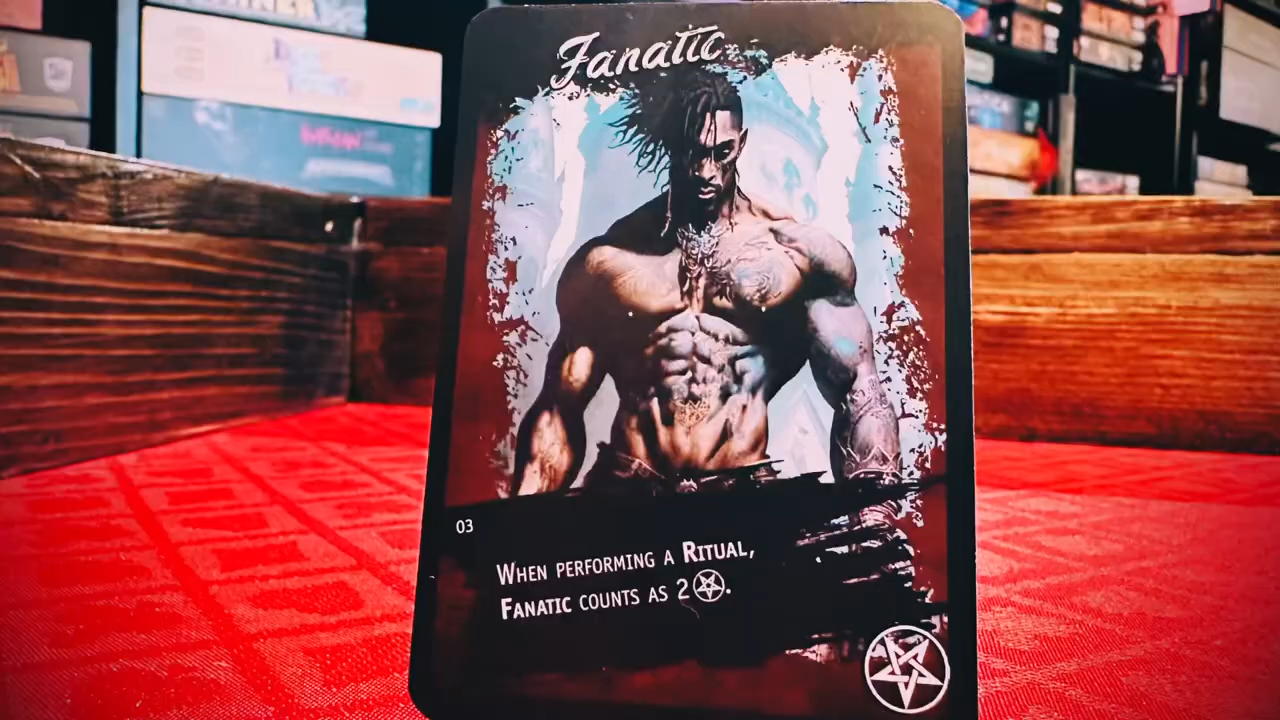 Fanatic
03
WHEN PERFORMING A RITUAL,
FANATIC COUNTS AS 2 .